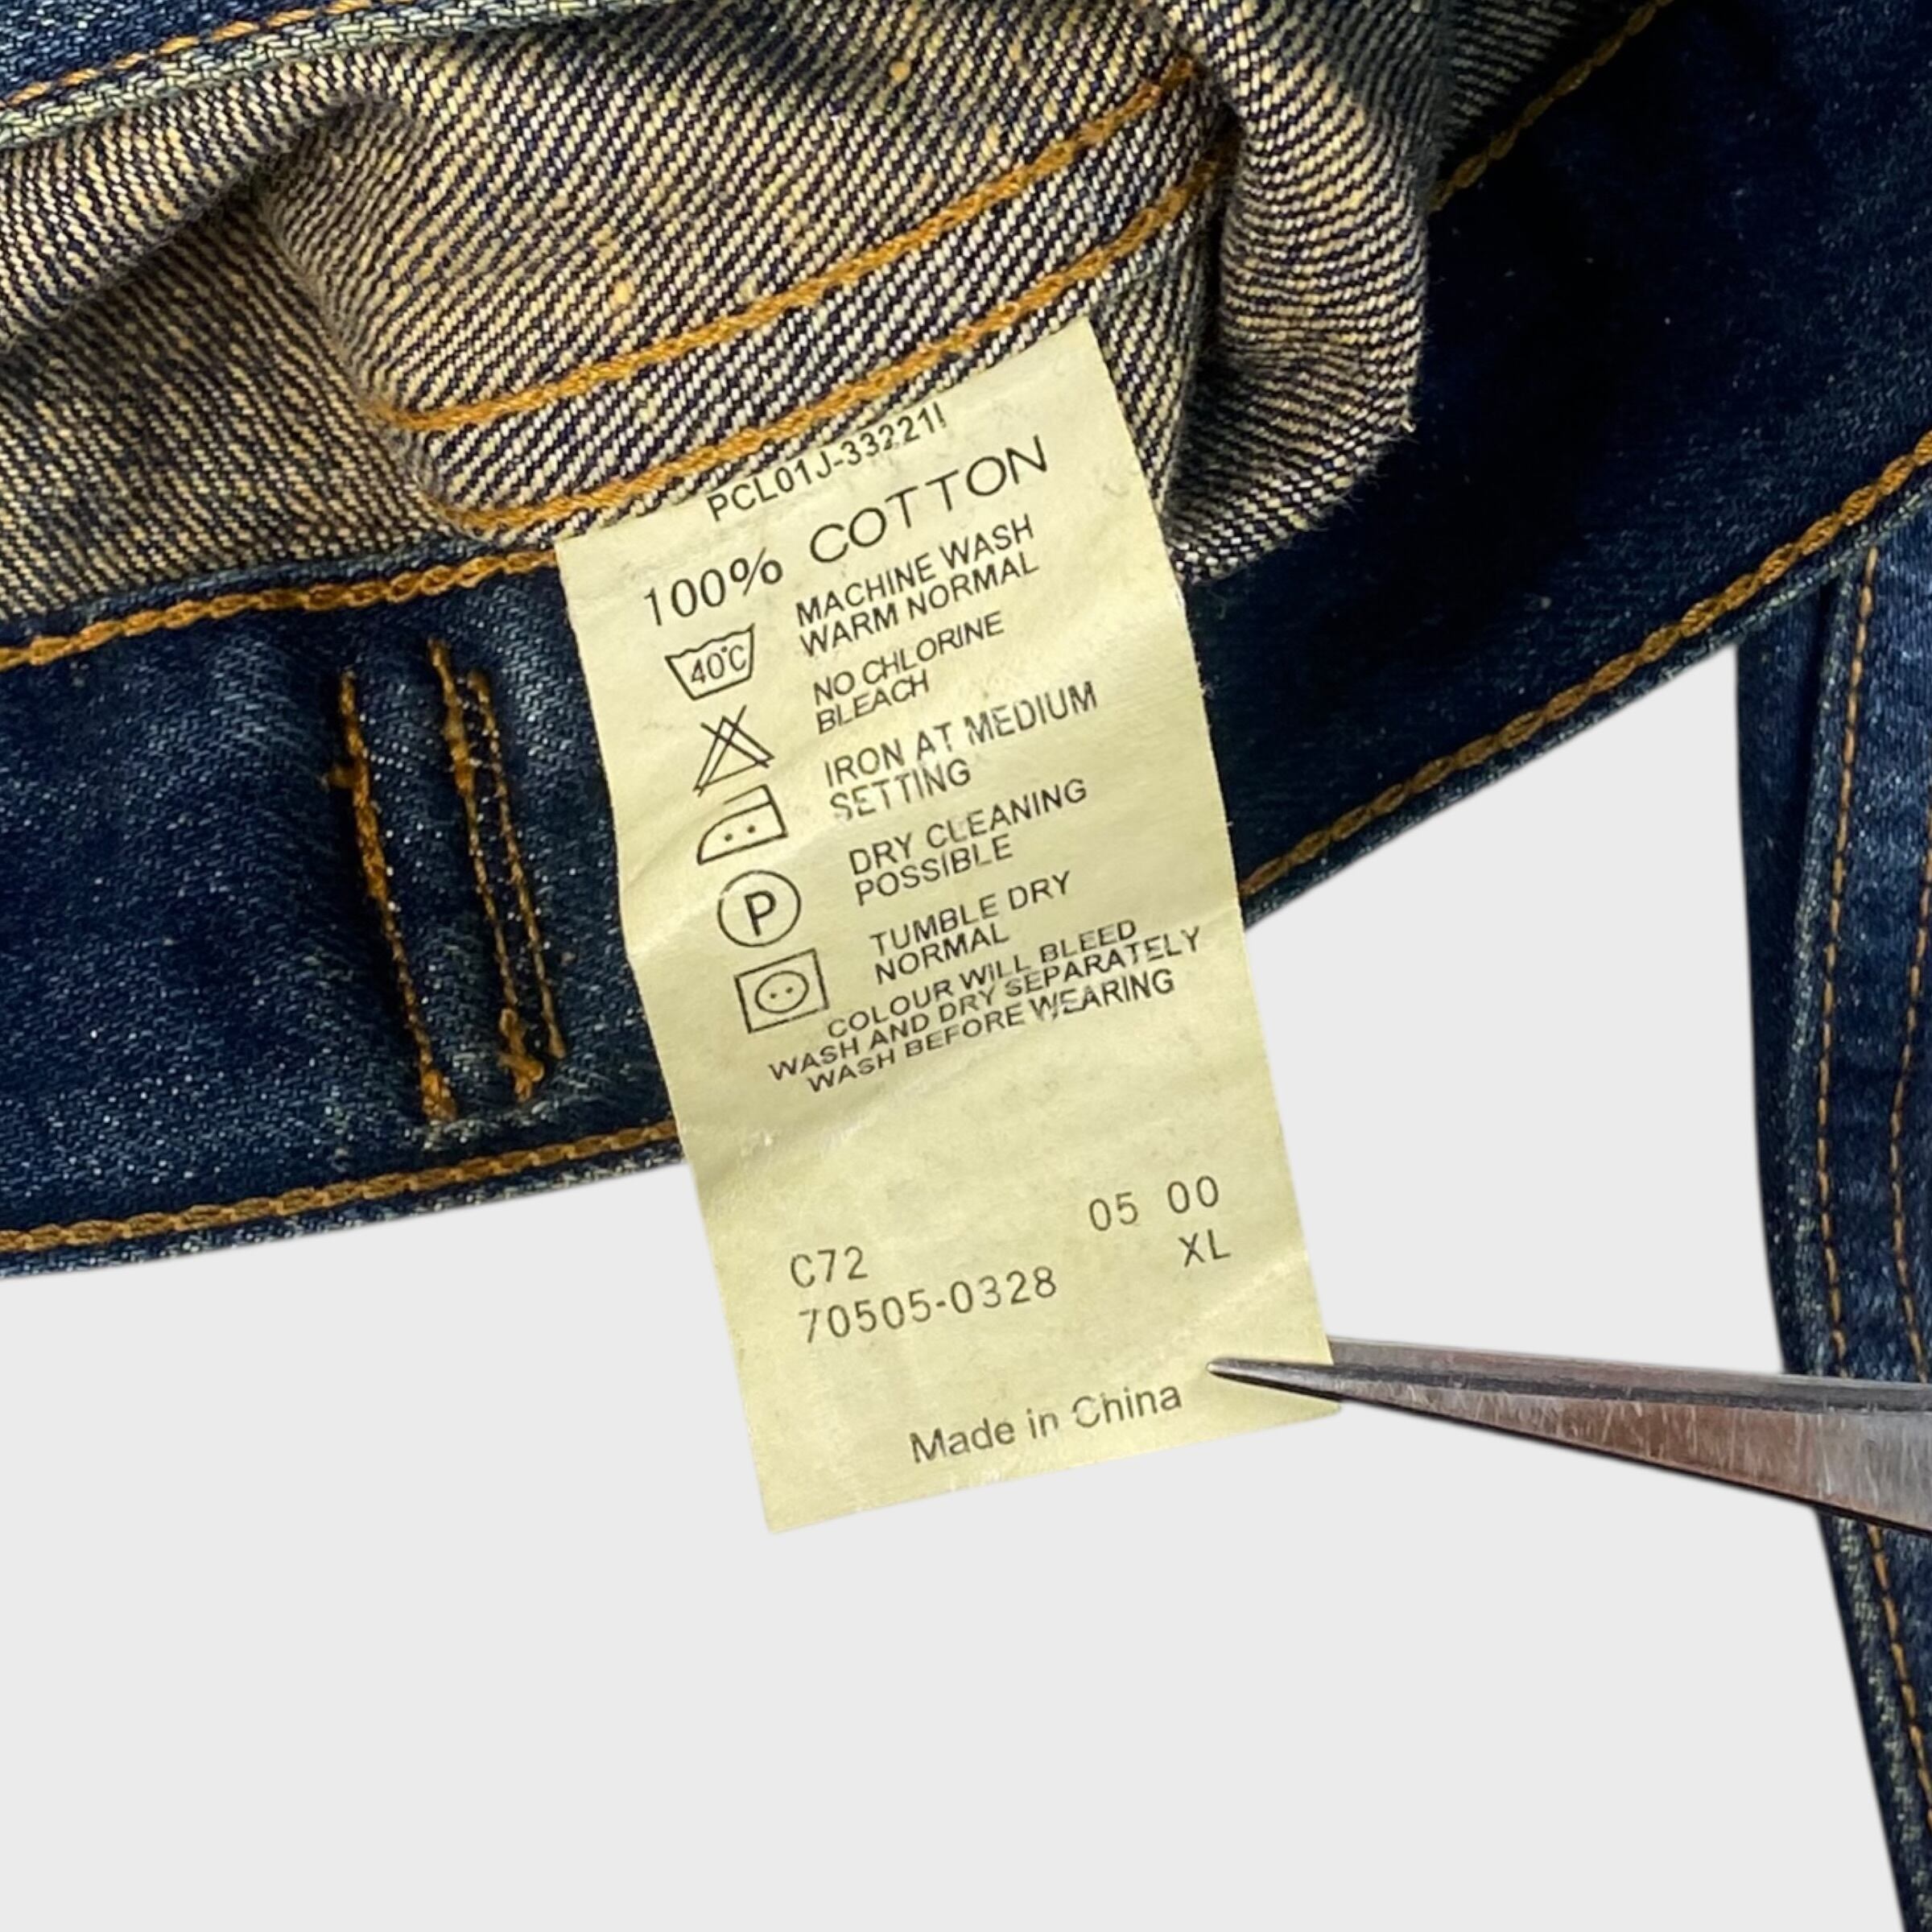 PCL01J-33221I
100% COTTON
40°C
MACHINE WASH
WARM NORMAL
NO CHLORINE
BLEACH
IRON AT MEDIUM
SETTING
P
DRY CLEANING
POSSIBLE
TUMBLE DRY
NORMAL
COLOUR WILL BLEED
WASH AND DRY SEPARATELY
WASH BEFORE WEARING
05 00
C72 XL
70505-0328
Made in China